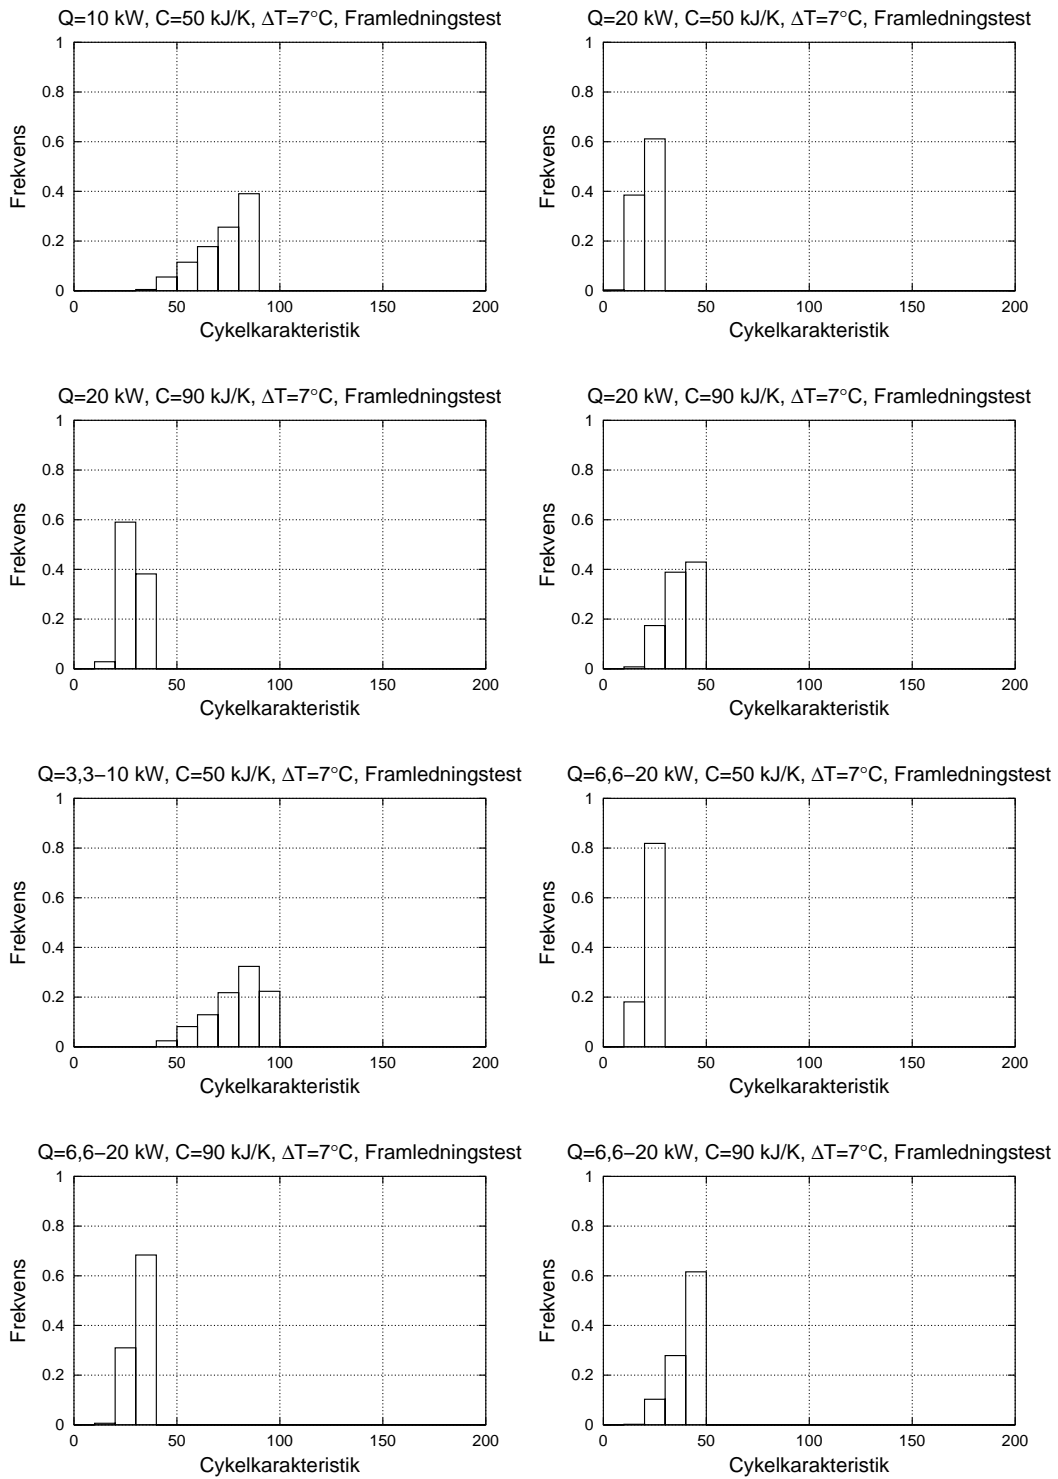 Q=10 kW, C=50 kJ/K, ΔT=7°C, Framledningstest
1
0.8
0.6
0.4
0.2
0
Frekvens
0 50 100 150 200
Cykelkarakteristik
Q=20 kW, C=50 kJ/K, ΔT=7°C, Framledningstest
1
0.8
0.6
0.4
0.2
0
Frekvens
0 50 100 150 200
Cykelkarakteristik
Q=20 kW, C=90 kJ/K, ΔT=7°C, Framledningstest
1
0.8
0.6
0.4
0.2
0
Frekvens
0 50 100 150 200
Cykelkarakteristik
Q=20 kW, C=90 kJ/K, ΔT=7°C, Framledningstest
1
0.8
0.6
0.4
0.2
0
Frekvens
0 50 100 150 200
Cykelkarakteristik
Q=3,3−10 kW, C=50 kJ/K, ΔT=7°C, Framledningstest
1
0.8
0.6
0.4
0.2
0
Frekvens
0 50 100 150 200
Cykelkarakteristik
Q=6,6−20 kW, C=50 kJ/K, ΔT=7°C, Framledningstest
1
0.8
0.6
0.4
0.2
0
Frekvens
0 50 100 150 200
Cykelkarakteristik
Q=6,6−20 kW, C=90 kJ/K, ΔT=7°C, Framledningstest
1
0.8
0.6
0.4
0.2
0
Frekvens
0 50 100 150 200
Cykelkarakteristik
Q=6,6−20 kW, C=90 kJ/K, ΔT=7°C, Framledningstest
1
0.8
0.6
0.4
0.2
0
Frekvens
0 50 100 150 200
Cykelkarakteristik